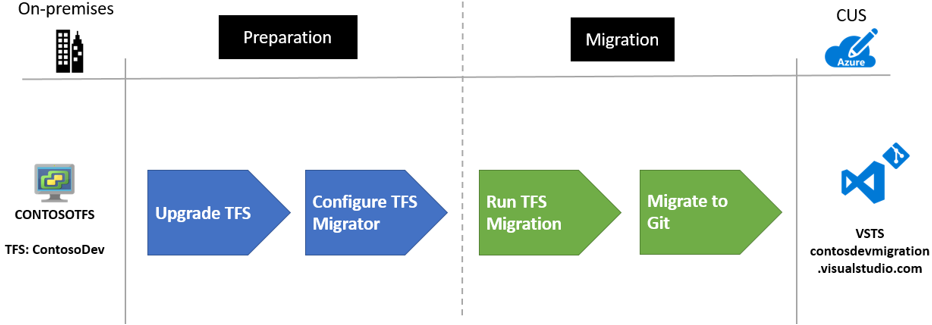 On-premises
Preparation
Migration
CUS
Azure
Upgrade TFS
Configure TFS
Migrator
Run TFS
Migration
Migrate to
Git
CONTOSOTFS
TFS: ContosoDev
VSTS
contosdevmigration
.visualstudio.com